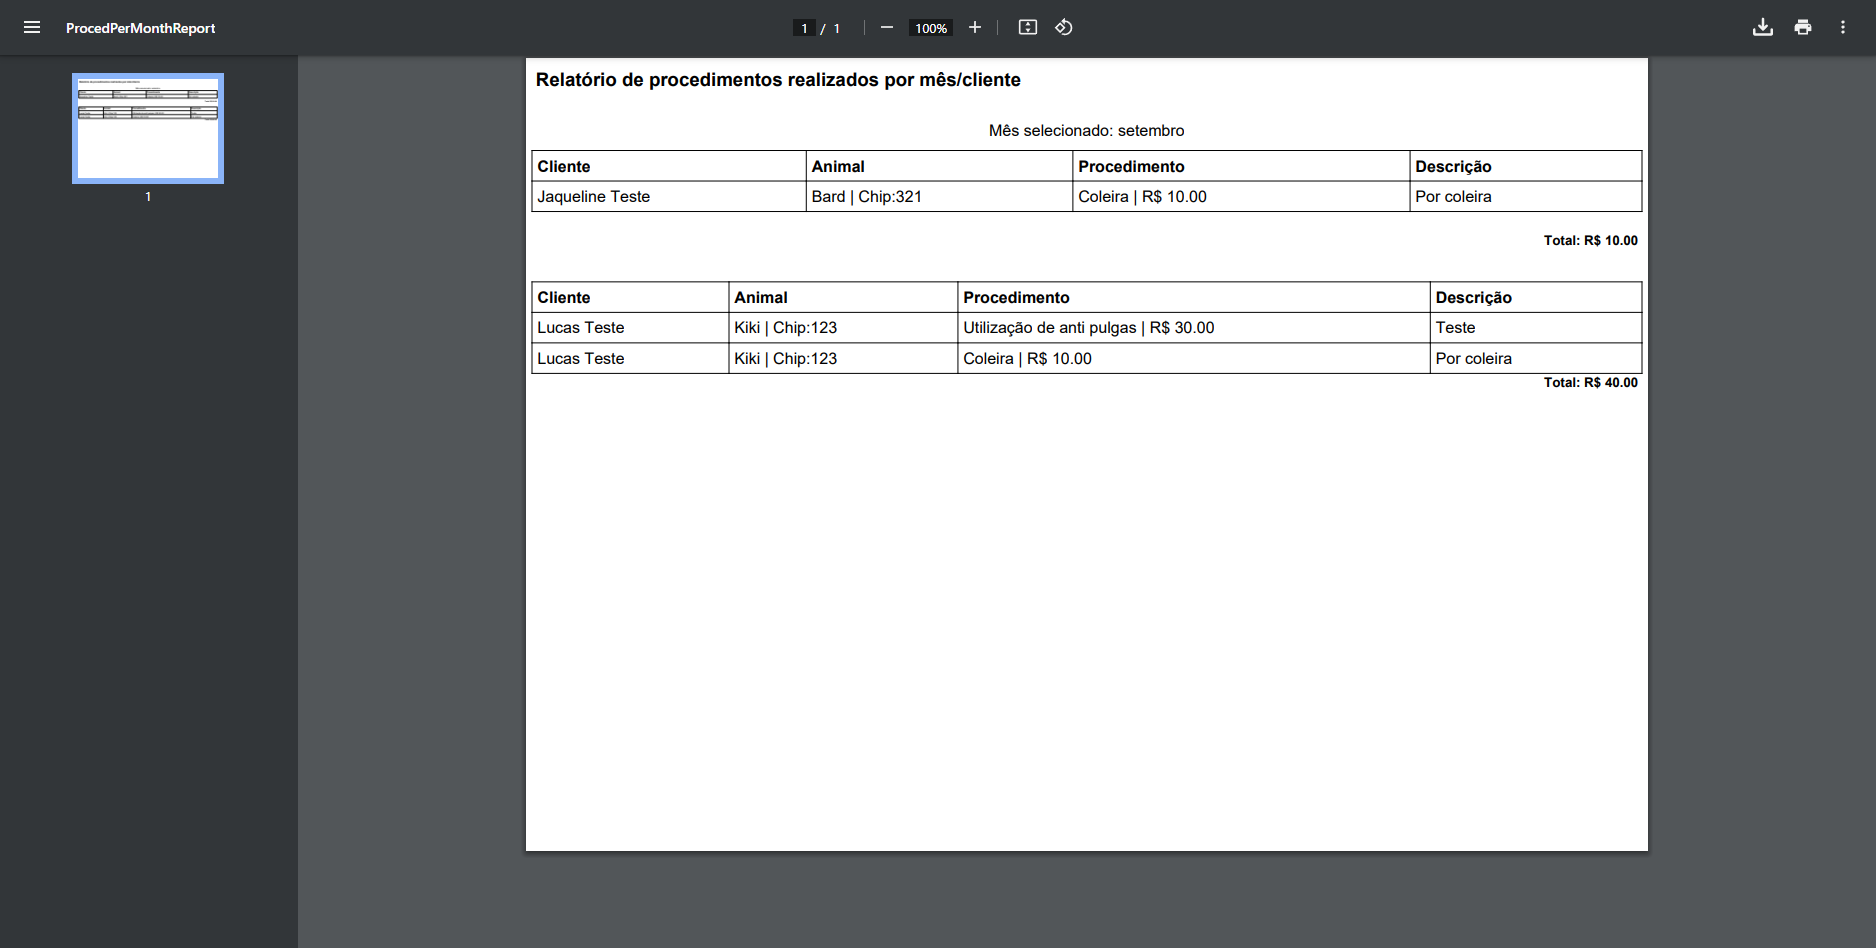 ProcedPerMonthReport
1 / 1
100%
1
Relatório de procedimentos realizados por mês/cliente
Mês selecionado: setembro
Cliente Animal Procedimento Descrição
Jaqueline Teste Bard | Chip:321 Coleira | R$ 10.00 Por coleira
Total: R$ 10.00
Cliente Animal Procedimento Descrição
Lucas Teste Kiki | Chip:123 Utilização de anti pulgas | R$ 30.00 Teste
Lucas Teste Kiki | Chip:123 Coleira | R$ 10.00 Por coleira
Total: R$ 40.00